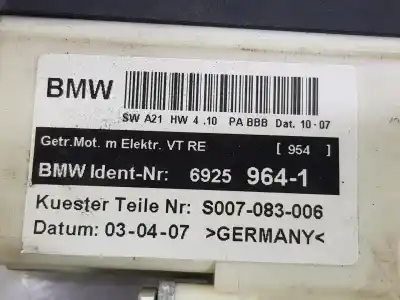 BMW
SW A21 HW 4.10 PA BBB Dat. 10-07
Getr.Mot. m Elektr. VT RE [ 954 ]
BMW Ident-Nr: 6925 964-1
Kuester Teile Nr: S007-083-006
Datum: 03-04-07 >GERMANY<